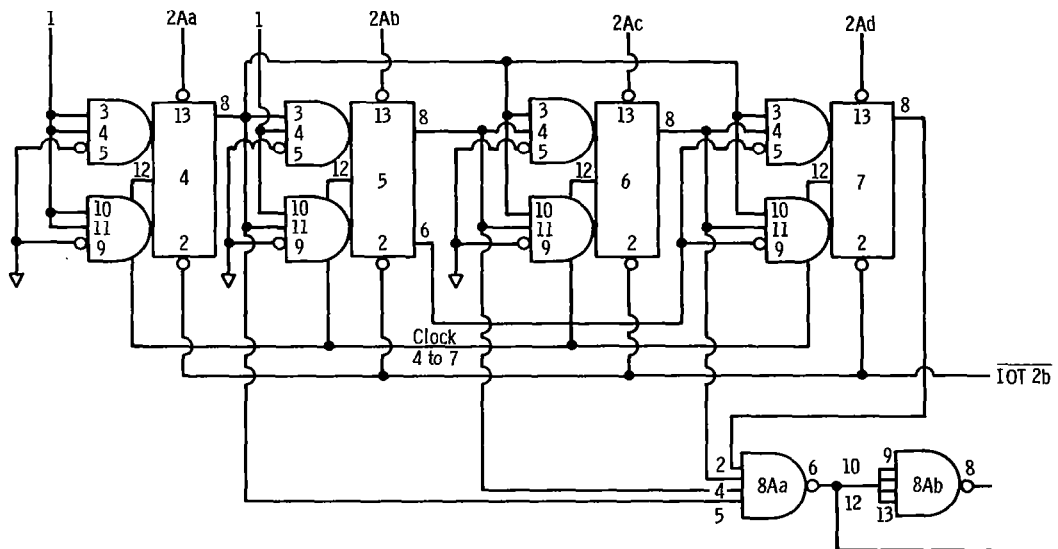 1 2Aa 1 2Ab 2Ac 2Ad
3 13 8 3 13 8 3 13 8 3 13 8
4 4 4 4
5 5 5 5
12 4 12 5 12 6 12 7
10 10 10 10
11 11 11 11
9 2 9 2 6 9 2 9 2
Clock
4 to 7
IOT 2b
2 8Aa 6 10 9 8Ab 8
4 12 13
5